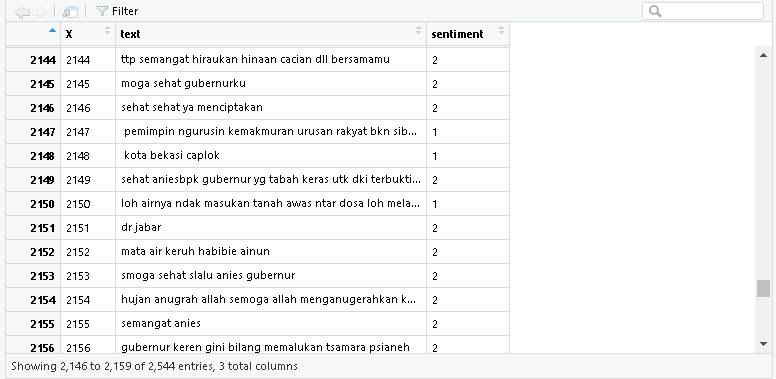 Filter
X text sentiment
2144 2144 ttp semangat hiraukan hinaan cacian dll bersamamu 2
2145 2145 moga sehat gubernurku 2
2146 2146 sehat sehat ya menciptakan 2
2147 2147 pemimpin ngurusin kemakmuran urusan rakyat bkn sib... 1
2148 2148 kota bekasi caplok 1
2149 2149 sehat aniesbpk gubernur yg tabah keras utk dki terbukti... 2
2150 2150 loh airnya ndak masukan tanah awas ntar dosa loh mela... 1
2151 2151 dr jabar 2
2152 2152 mata air keruh habibie ainun 2
2153 2153 smoga sehat slalu anies gubernur 2
2154 2154 hujan anugrah allah semoga allah menganugerahkan k... 2
2155 2155 semangat anies 2
2156 2156 gubernur keren gini bilang memalukan tsamara psianeh 2
Showing 2,146 to 2,159 of 2,544 entries, 3 total columns